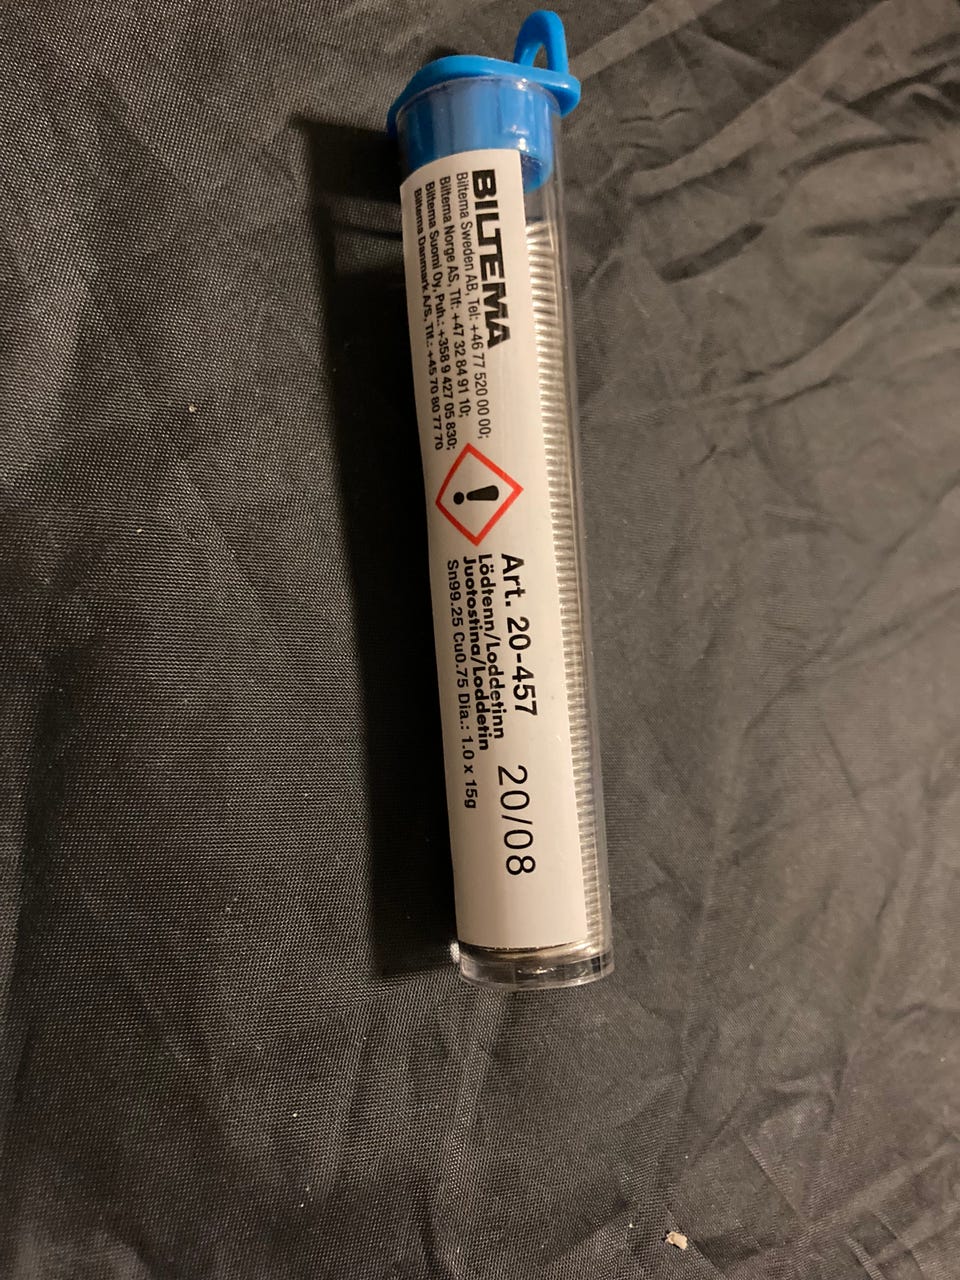 BILTEMA
Biltema Sweden AB, Tel: +46 77 520 00 00;
Biltema Norge AS, Tlf: +47 32 84 91 10;
Biltema Suomi Oy, Puh.: +358 9 427 05 830;
Biltema Danmark A/S, Tlf.: +45 70 80 77 70
Art. 20-457
Lödtenn/Loddetinn
Juotostina/Loddetin
Sn99.25 Cu0.75 Dia.: 1.0 x 15g
20/08